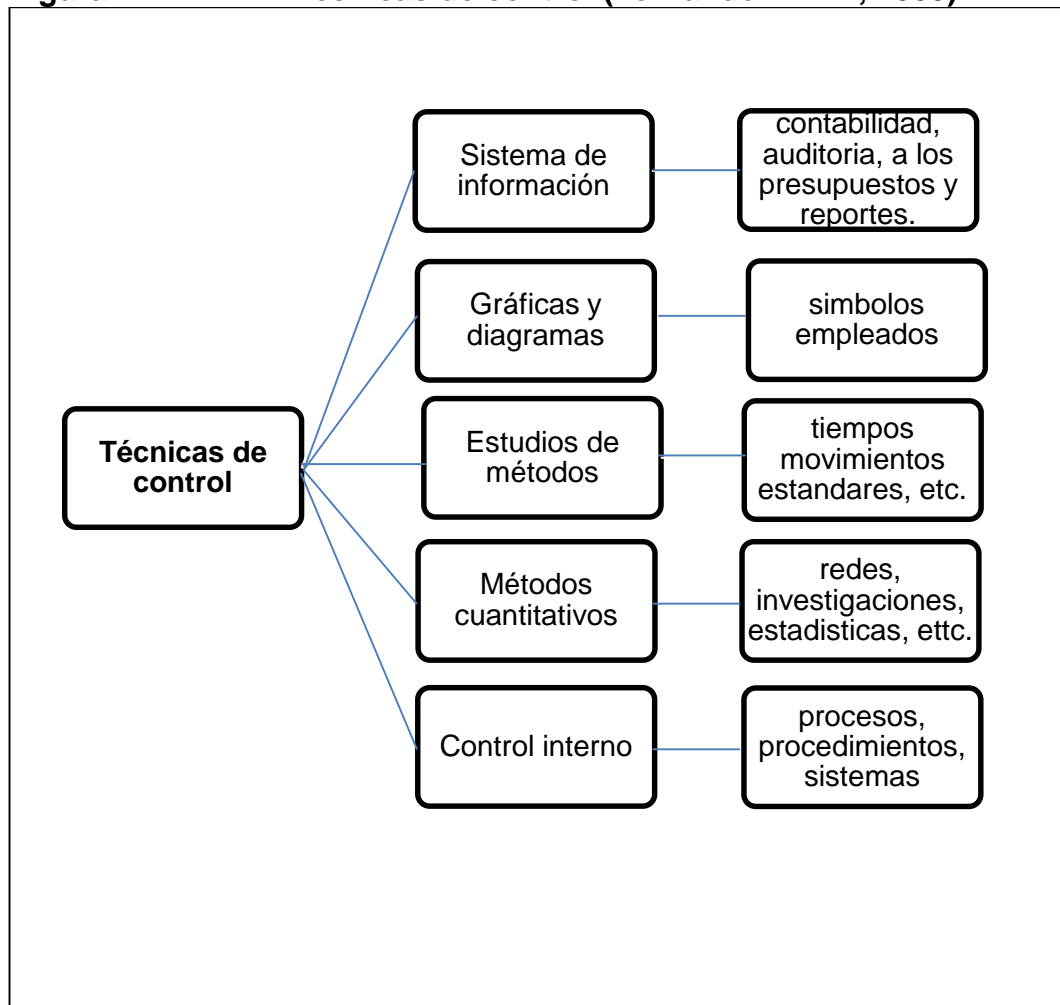 Sistema de
información
contabilidad,
auditoria, a los
presupuestos y
reportes.
Gráficas y
diagramas
simbolos
empleados
Técnicas de
control
Estudios de
métodos
tiempos
movimientos
estandares, etc.
Métodos
cuantitativos
redes,
investigaciones,
estadisticas, ettc.
Control interno
procesos,
procedimientos,
sistemas